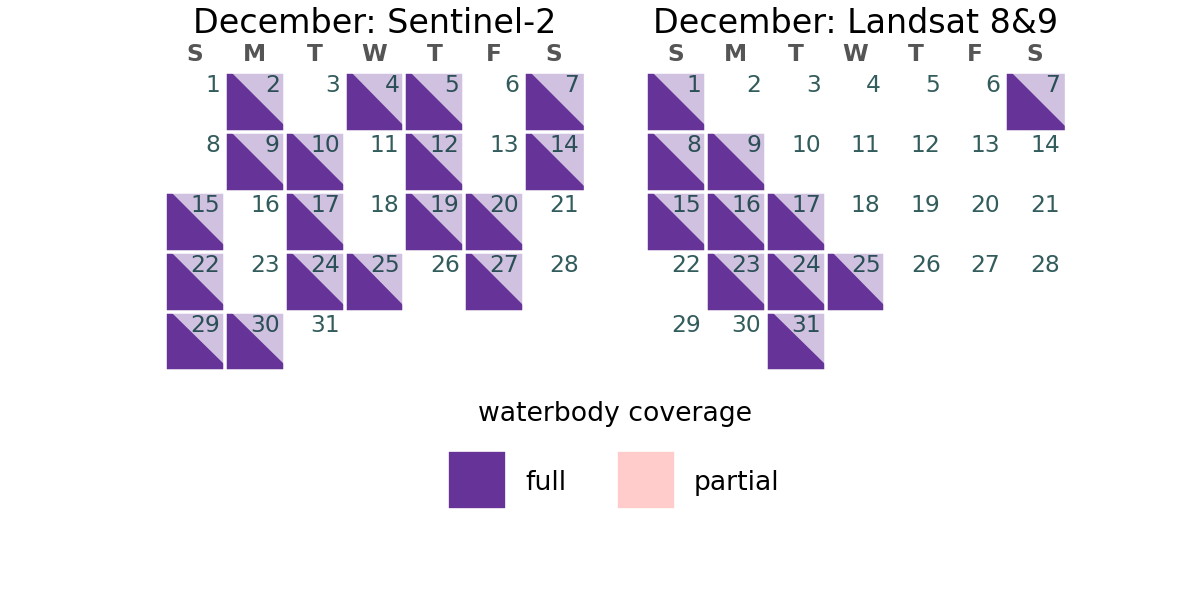 December: Sentinel-2
S M T W T F S
1 2 3 4 5 6 7
8 9 10 11 12 13 14
15 16 17 18 19 20 21
22 23 24 25 26 27 28
29 30 31
December: Landsat 8&9
S M T W T F S
1 2 3 4 5 6 7
8 9 10 11 12 13 14
15 16 17 18 19 20 21
22 23 24 25 26 27 28
29 30 31
waterbody coverage
full partial